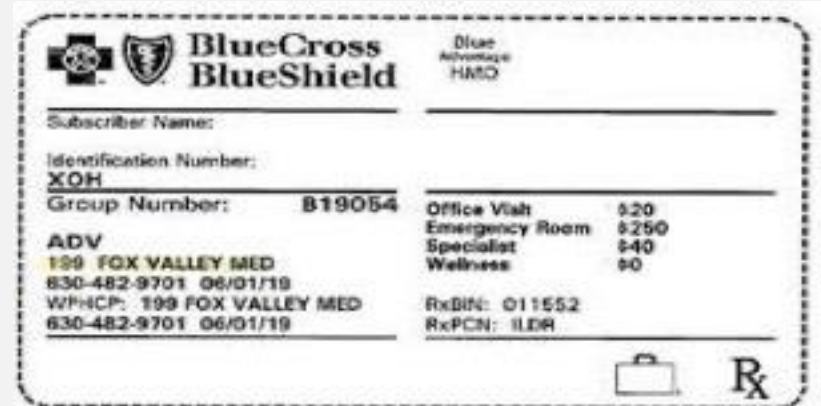 BlueCross
BlueShield
Blue
Advantage
HMO
Subscriber Name:
Identification Number:
XOH
Group Number: 819054
ADV
199 FOX VALLEY MED
630-482-9701 06/01/19
WPHCP: 199 FOX VALLEY MED
630-482-9701 06/01/19
Office Visit $20
Emergency Room $250
Specialist $40
Wellness $0
RxBIN: 011552
RxPCN: ILDR
Rx